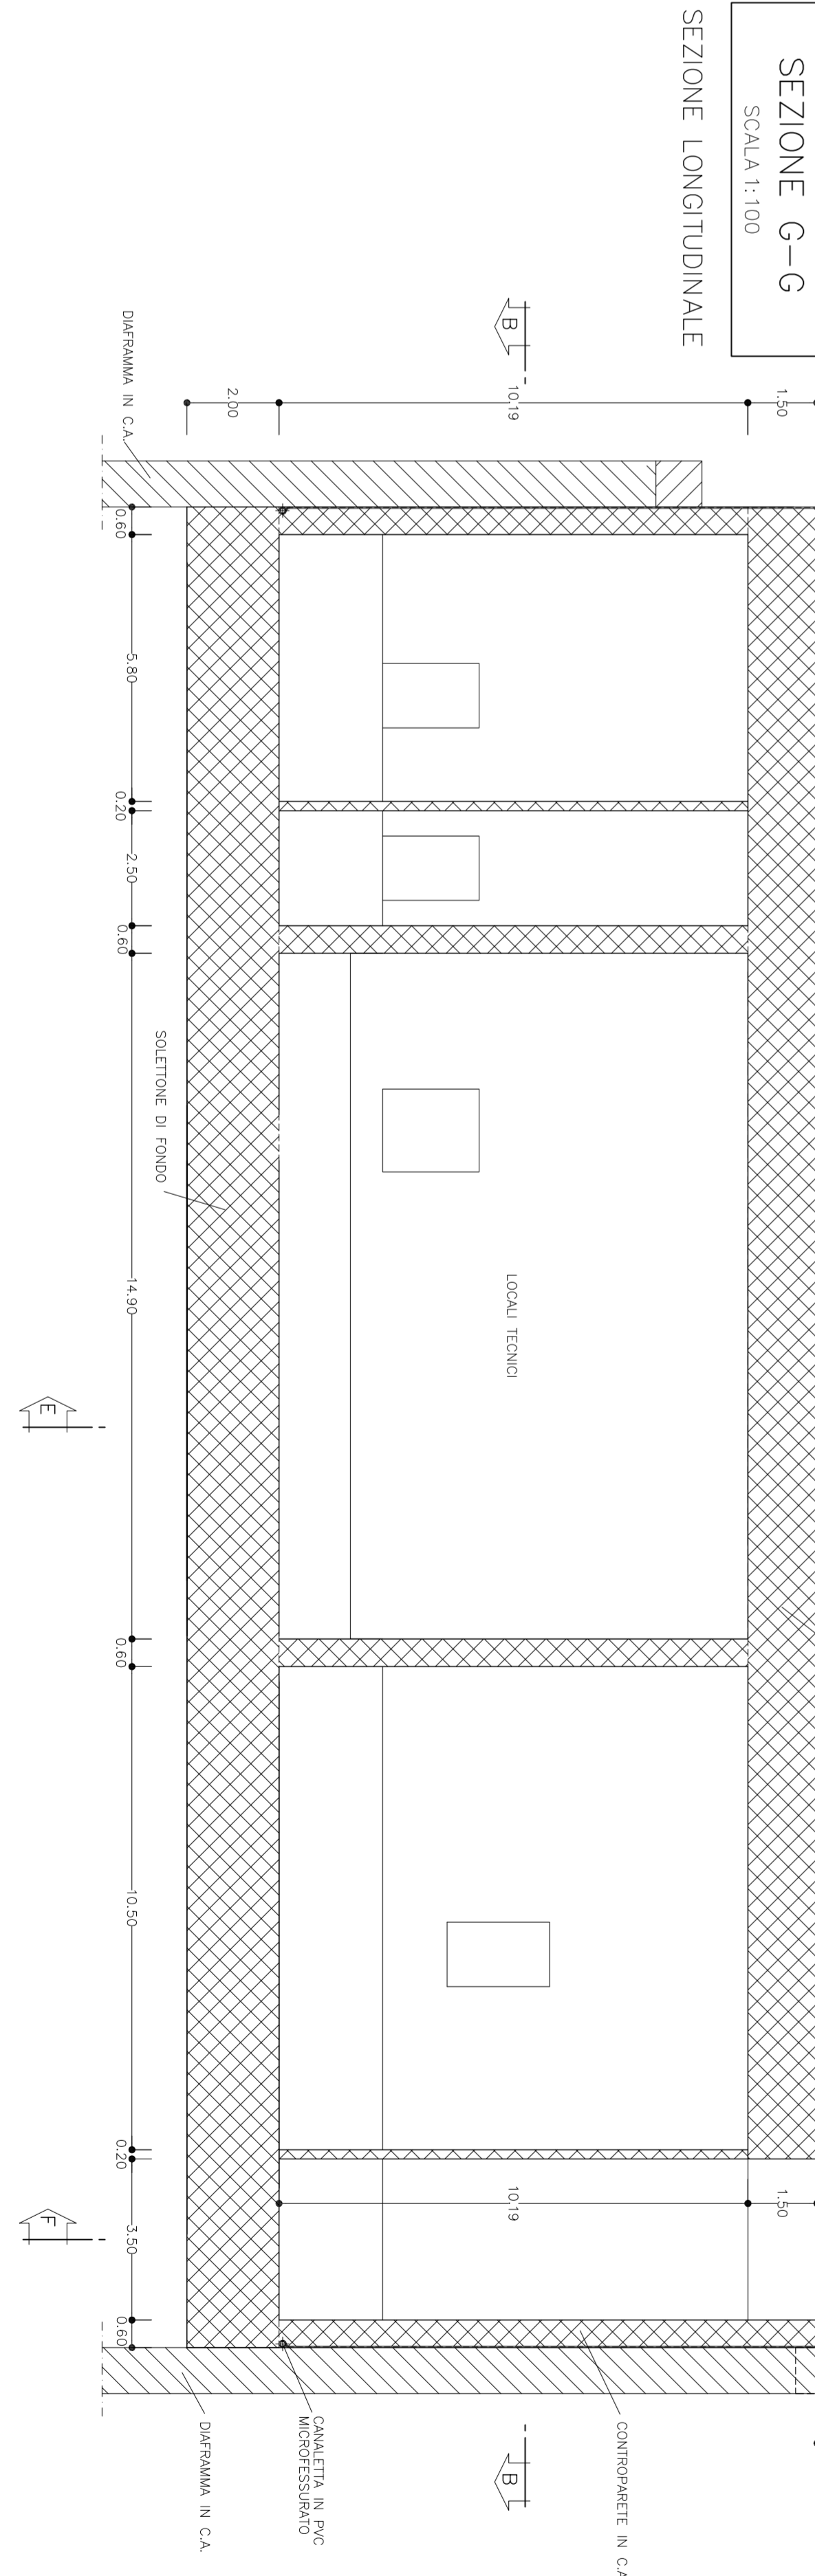 SEZIONE G-G
SCALA 1:100
SEZIONE LONGITUDINALE
B
1.50
10.19
2.00
DIAFRAMMA IN C.A.
0.60
5.80
0.20
2.50
0.60
14.90
0.60
10.50
0.20
3.50
0.60
SOLETTONE DI FONDO
LOCALI TECNICI
E
F
1.50
10.19
B
CONTROPARETE IN C.A
CANALETTA IN PVC
MICROFESSURATO
DIAFRAMMA IN C.A.